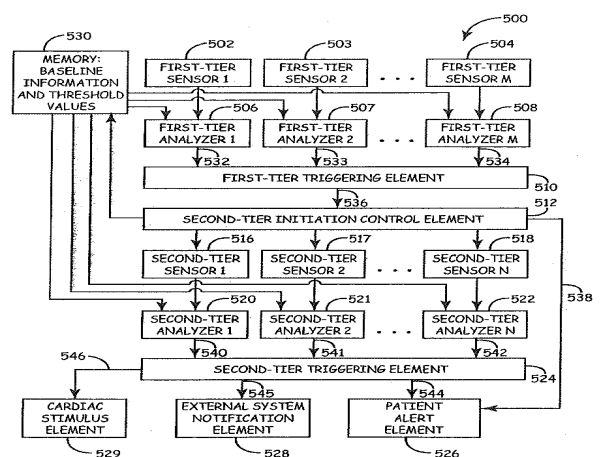 500
530
502
503
504
MEMORY:
BASELINE
INFORMATION
AND THRESHOLD
VALUES
FIRST-TIER
SENSOR 1
FIRST-TIER
SENSOR 2
. . .
FIRST-TIER
SENSOR M
506
507
508
FIRST-TIER
ANALYZER 1
FIRST-TIER
ANALYZER 2
. . .
FIRST-TIER
ANALYZER M
532
533
534
FIRST-TIER TRIGGERING ELEMENT
510
536
512
SECOND-TIER INITIATION CONTROL ELEMENT
516
517
518
SECOND-TIER
SENSOR 1
SECOND-TIER
SENSOR 2
. . .
SECOND-TIER
SENSOR N
538
520
521
522
SECOND-TIER
ANALYZER 1
SECOND-TIER
ANALYZER 2
. . .
SECOND-TIER
ANALYZER N
546
540
541
542
SECOND-TIER TRIGGERING ELEMENT
524
545
544
CARDIAC
STIMULUS
ELEMENT
EXTERNAL SYSTEM
NOTIFICATION
ELEMENT
PATIENT
ALERT
ELEMENT
529
528
526